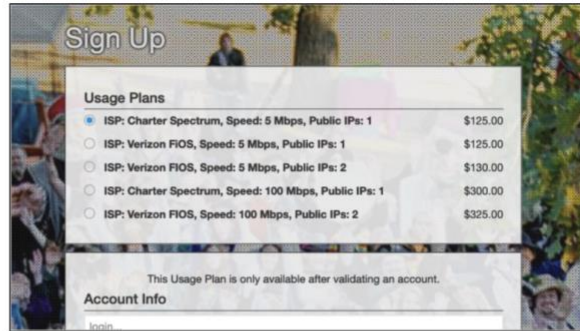 Sign Up
Usage Plans
ISP: Charter Spectrum, Speed: 5 Mbps, Public IPs: 1 $125.00
ISP: Verizon FiOS, Speed: 5 Mbps, Public IPs: 1 $125.00
ISP: Verizon FIOS, Speed: 5 Mbps, Public IPs: 2 $130.00
ISP: Charter Spectrum, Speed: 100 Mbps, Public IPs: 1 $300.00
ISP: Verizon FIOS, Speed: 100 Mbps, Public IPs: 2 $325.00
This Usage Plan is only available after validating an account.
Account Info
login...